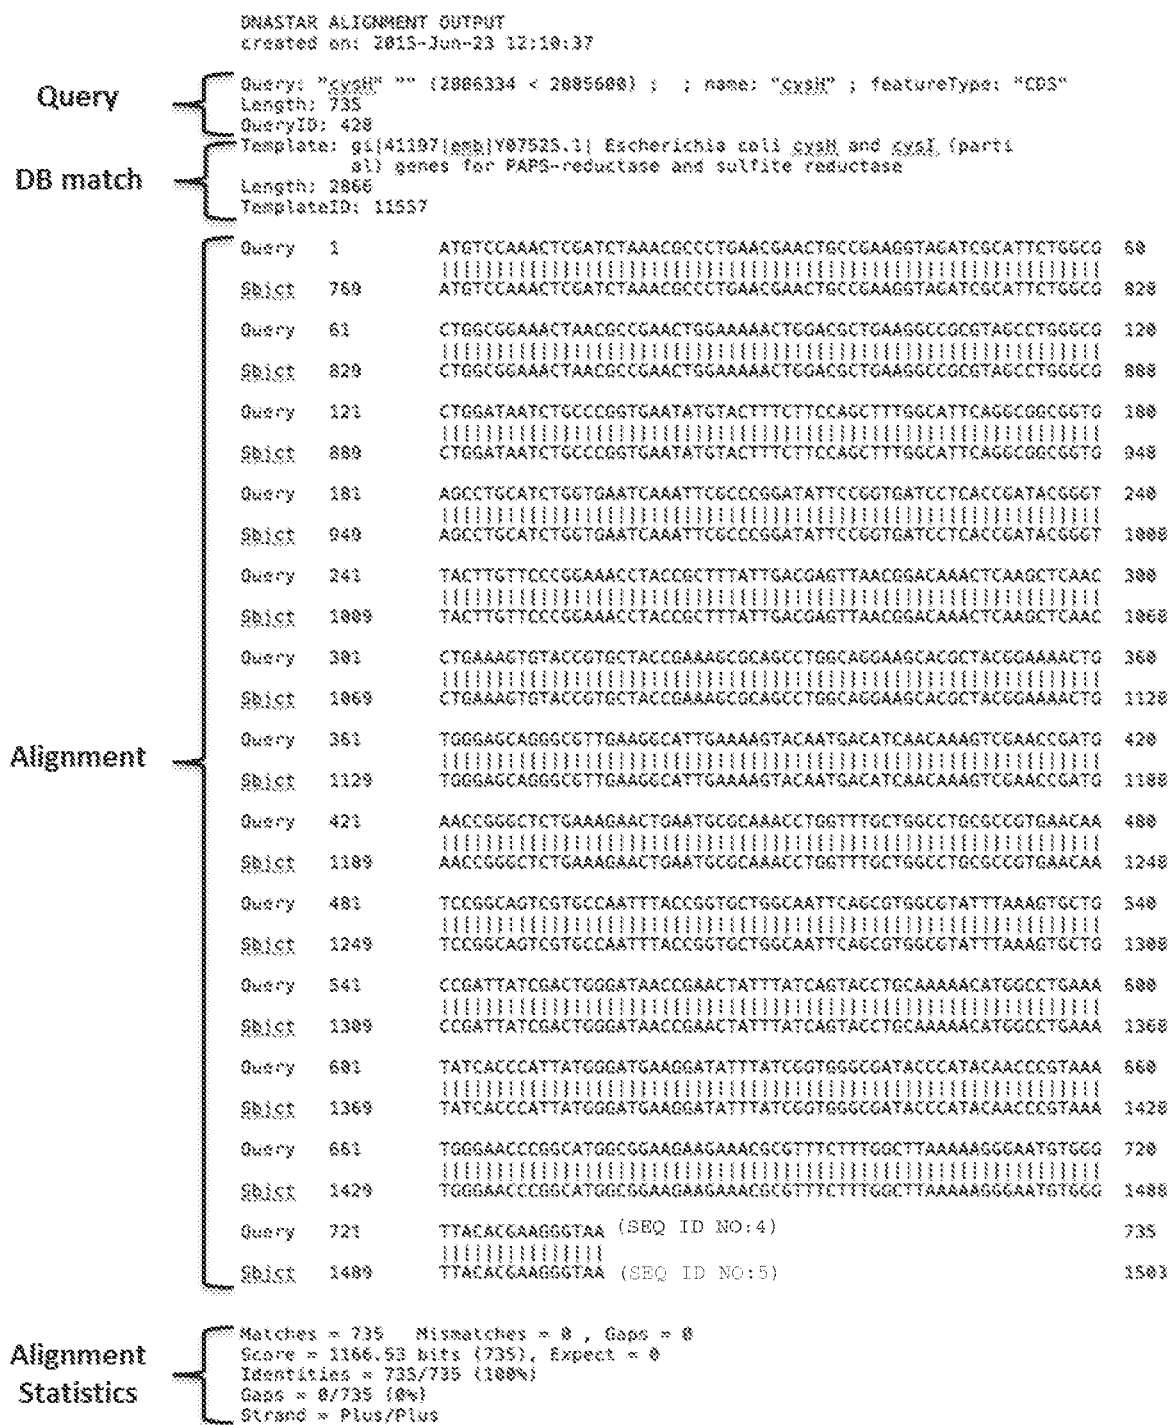 DNASTAR ALIGNMENT OUTPUT
created on: 2015-Jun-23 12:10:37
Query
Query: "cysH" "" (2886334 < 2885600) ; ; name: "cysH" ; featureType: "CDS"
Length: 735
QueryID:
DB match
Template: gi|41197|emb|Y07525.1| Escherichia coli cysH and cysI (parti
al) genes for PAPS-reductase and sulfite reductase
Length: 2866
TemplateID: 11557
Alignment
Query 1 ATGTCCAAACTCGATCTAAACGCCCTGAACGAACTGCCGAAGGTAGATCGCATTCTGGCG 60
Sbjct 769 ATGTCCAAACTCGATCTAAACGCCCTGAACGAACTGCCGAAGGTAGATCGCATTCTGGCG 828
Query 61 CTGGCGGAAACTAACGCCGAACTGGAAAAACTGGACGCTGAAGGCCGCGTAGCCTGGGCG 120
Sbjct 829 CTGGCGGAAACTAACGCCGAACTGGAAAAACTGGACGCTGAAGGCCGCGTAGCCTGGGCG 888
Query 121 CTGGATAATCTGCCCGGTGAATATGTACTTTCTTCCAGCTTTGGCATTCAGGCGGCGGTG 180
Sbjct 889 CTGGATAATCTGCCCGGTGAATATGTACTTTCTTCCAGCTTTGGCATTCAGGCGGCGGTG 948
Query 181 AGCCTGCATCTGGTGAATCAAATTCGCCCGGATATTCCGGTGATCCTCACCGATACGGGT 240
Sbjct 949 AGCCTGCATCTGGTGAATCAAATTCGCCCGGATATTCCGGTGATCCTCACCGATACGGGT 1008
Query 241 TACTTGTTCCCGGAAACCTACCGCTTTATTGACGAGTTAACGGACAAACTCAAGCTCAAC 300
Sbjct 1009 TACTTGTTCCCGGAAACCTACCGCTTTATTGACGAGTTAACGGACAAACTCAAGCTCAAC 1068
Query 301 CTGAAAGTGTACCGTGCTACCGAAAGCGCAGCCTGGCAGGAAGCACGCTACGGAAAACTG 360
Sbjct 1069 CTGAAAGTGTACCGTGCTACCGAAAGCGCAGCCTGGCAGGAAGCACGCTACGGAAAACTG 1128
Query 361 TGGGAGCAGGGCGTTGAAGGCATTGAAAAGTACAATGACATCAACAAAGTCGAACCGATG 420
Sbjct 1129 TGGGAGCAGGGCGTTGAAGGCATTGAAAAGTACAATGACATCAACAAAGTCGAACCGATG 1188
Query 421 AACCGGGCTCTGAAAGAACTGAATGCGCAAACCTGGTTTGCTGGCCTGCGCCGTGAACAA 480
Sbjct 1189 AACCGGGCTCTGAAAGAACTGAATGCGCAAACCTGGTTTGCTGGCCTGCGCCGTGAACAA 1248
Query 481 TCCGGCAGTCGTGCCAATTTACCGGTGCTGGCAATTCAGCGTGGCGTATTTAAAGTGCTG 540
Sbjct 1249 TCCGGCAGTCGTGCCAATTTACCGGTGCTGGCAATTCAGCGTGGCGTATTTAAAGTGCTG 1308
Query 541 CCGATTATCGACTGGGATAACCGAACTATTTATCAGTACCTGCAAAAACATGGCCTGAAA 600
Sbjct 1309 CCGATTATCGACTGGGATAACCGAACTATTTATCAGTACCTGCAAAAACATGGCCTGAAA 1368
Query 601 TATCACCCATTATGGGATGAAGGATATTTATCGGTGGGCGATACCCATACAACCCGTAAA 660
Sbjct 1369 TATCACCCATTATGGGATGAAGGATATTTATCGGTGGGCGATACCCATACAACCCGTAAA 1428
Query 661 TGGGAACCCGGCATGGCGGAAGAAGAAACGCGTTTCTTTGGCTTAAAAAGGGAATGTGGG 720
Sbjct 1429 TGGGAACCCGGCATGGCGGAAGAAGAAACGCGTTTCTTTGGCTTAAAAAGGGAATGTGGG 1488
Query 721 TTACACGAAGGGTAA (SEQ ID NO:4) 735
Sbjct 1489 TTACACGAAGGGTAA (SEQ ID NO:5) 1503
Alignment
Statistics
Matches = 735 Mismatches = 0 , Gaps = 0
Score = 1166.53 bits (735), Expect = 0
Identities = 735/735 (100%)
Gaps = 0/735 (0%)
Strand = Plus/Plus